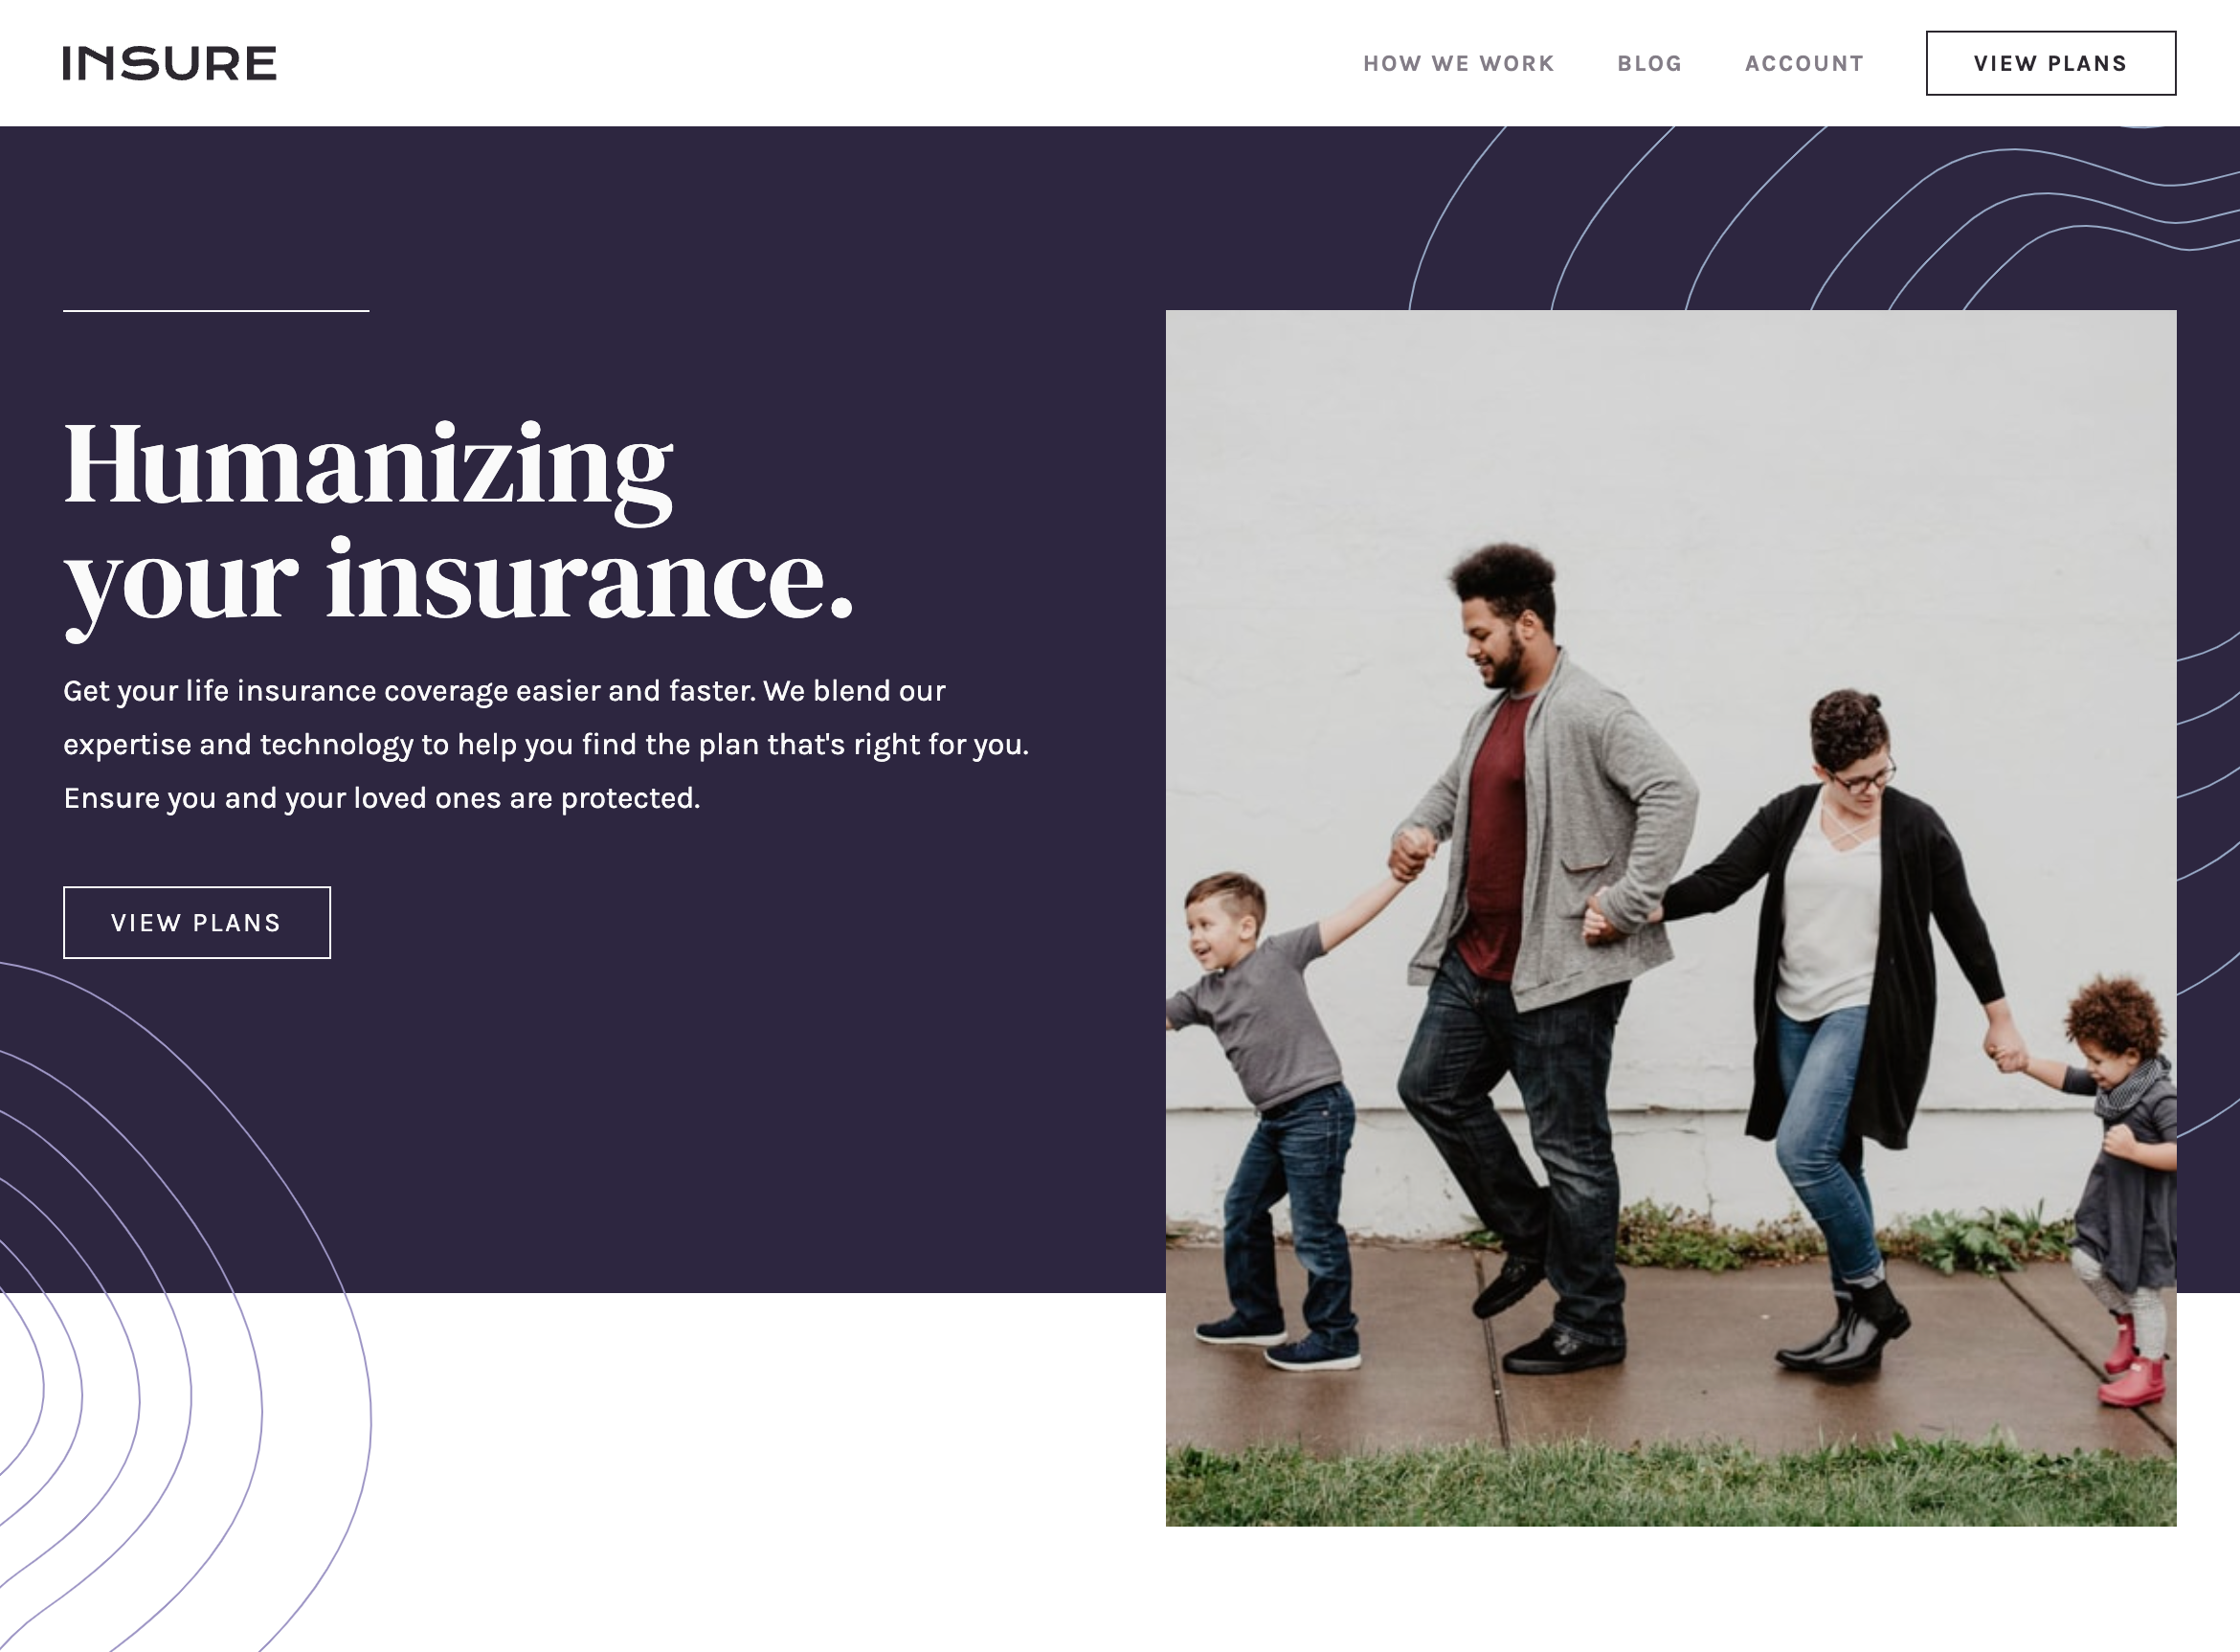 INSURE
HOW WE WORK
BLOG
ACCOUNT
VIEW PLANS
Humanizing
your insurance.
Get your life insurance coverage easier and faster. We blend our
expertise and technology to help you find the plan that's right for you.
Ensure you and your loved ones are protected.
VIEW PLANS